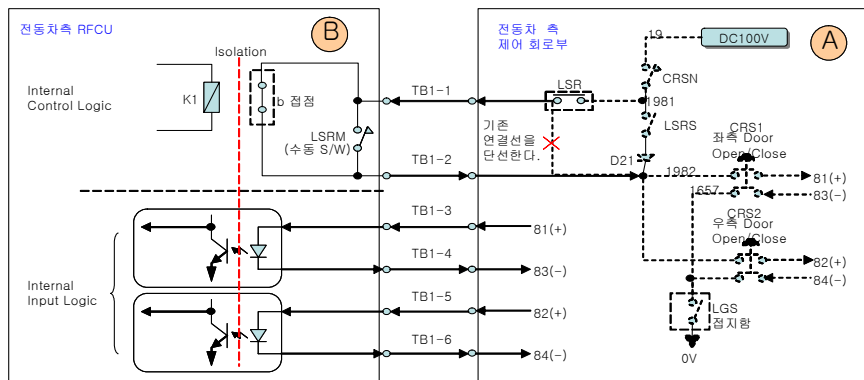 전동차측 RFCU
B
Isolation
Internal
Control Logic
K1
b 접점
LSRM
(수동 S/W)
TB1-1
TB1-2
TB1-3
81(+)
TB1-4
83(-)
TB1-5
82(+)
TB1-6
84(-)
Internal
Input Logic
전동차 측
제어 회로부
A
19
DC100V
LSR
CRSN
1981
기존
연결선을
단선한다.
LSRS
D21
CRS1
좌측 Door
Open/Close
1982
81(+)
1657
83(-)
CRS2
우측 Door
Open/Close
82(+)
84(-)
LGS
접지함
0V